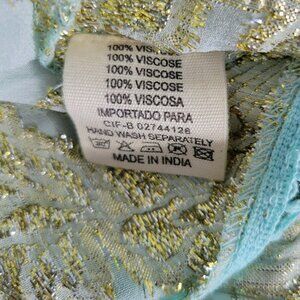 100% VISCOSE
100% VISCOSE
100% VISCOSE
100% VISCOSE
100% VISCOSA
IMPORTADO PARA
CIF-B 02744126
HAND WASH SEPARATELY
MADE IN INDIA